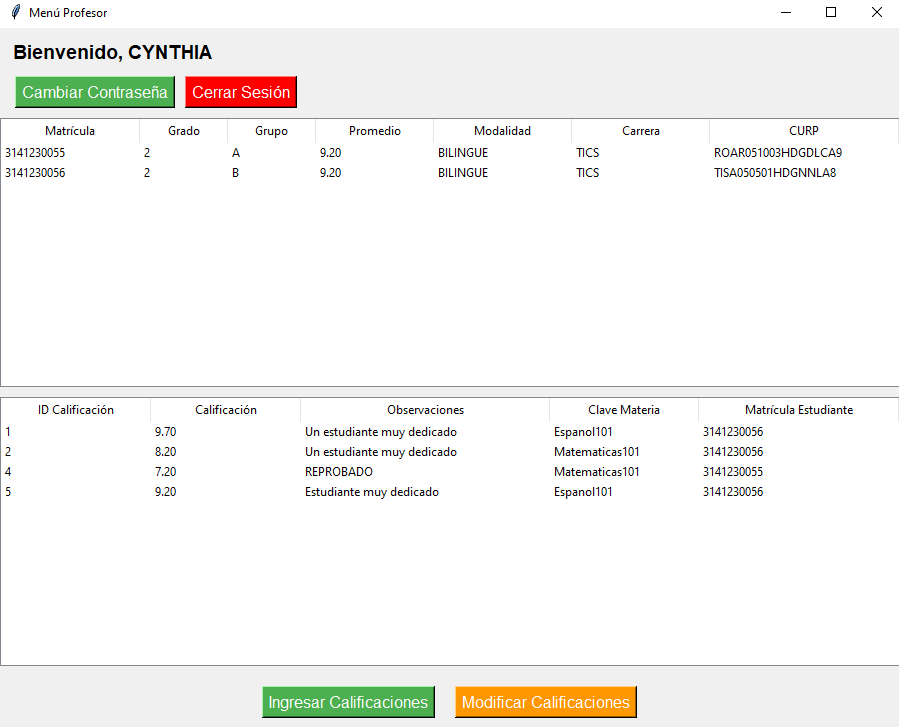 Menú Profesor
Bienvenido, CYNTHIA
Cambiar Contraseña Cerrar Sesión
Matrícula Grado Grupo Promedio Modalidad Carrera CURP
3141230055 2 A 9.20 BILINGUE TICS ROAR051003HDGDLCA9
3141230056 2 B 9.20 BILINGUE TICS TISA050501HDGNNLA8
ID Calificación Calificación Observaciones Clave Materia Matrícula Estudiante
1 9.70 Un estudiante muy dedicado Espanol101 3141230056
2 8.20 Un estudiante muy dedicado Matematicas101 3141230056
4 7.20 REPROBADO Matematicas101 3141230055
5 9.20 Estudiante muy dedicado Espanol101 3141230056
Ingresar Calificaciones Modificar Calificaciones